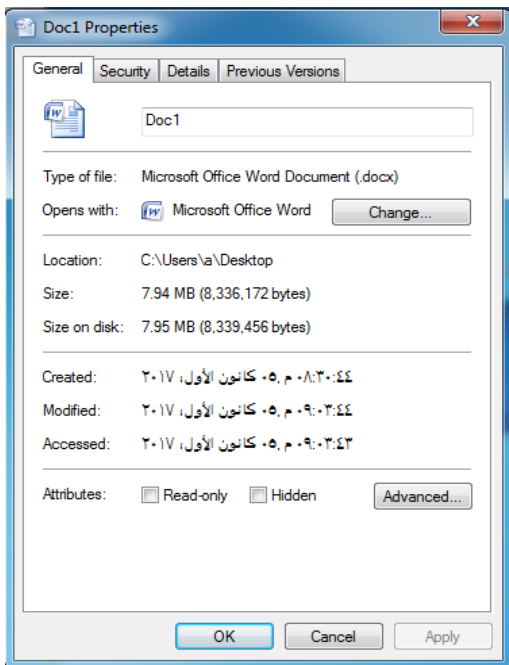 Doc1 Properties
General Security Details Previous Versions
Doc1
Type of file: Microsoft Office Word Document (.docx)
Opens with: Microsoft Office Word Change...
Location: C:\Users\a\Desktop
Size: 7.94 MB (8,336,172 bytes)
Size on disk: 7.95 MB (8,339,456 bytes)
Created: ٠٥ كانون الأول، ٢٠١٧, ٠٨:٣٠:٤٤ م
Modified: ٠٥ كانون الأول، ٢٠١٧, ٠٩:٠٣:٤٤ م
Accessed: ٠٥ كانون الأول، ٢٠١٧, ٠٩:٠٣:٤٣ م
Attributes: Read-only Hidden Advanced...
OK Cancel Apply